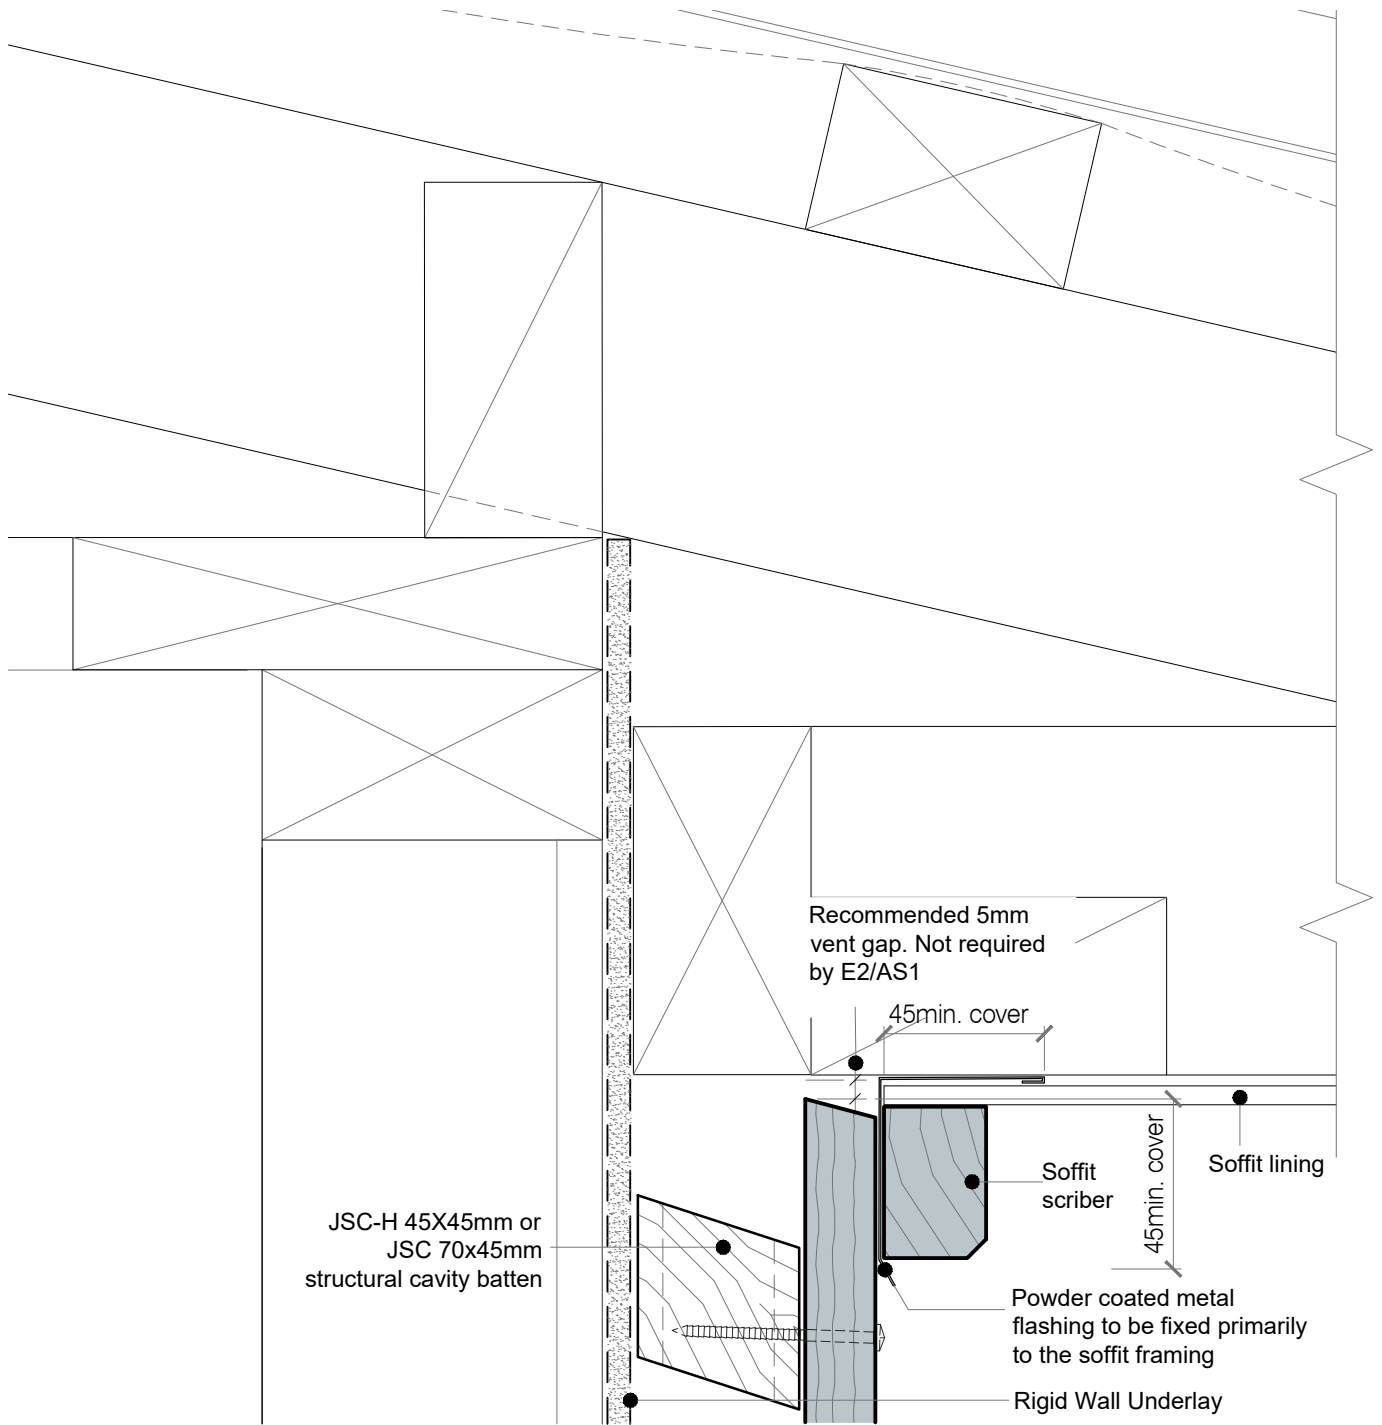 Recommended 5mm
vent gap. Not required
by E2/AS1
45min. cover
45min. cover
Soffit lining
Soffit
scriber
JSC-H 45X45mm or
JSC 70x45mm
structural cavity batten
Powder coated metal
flashing to be fixed primarily
to the soffit framing
Rigid Wall Underlay